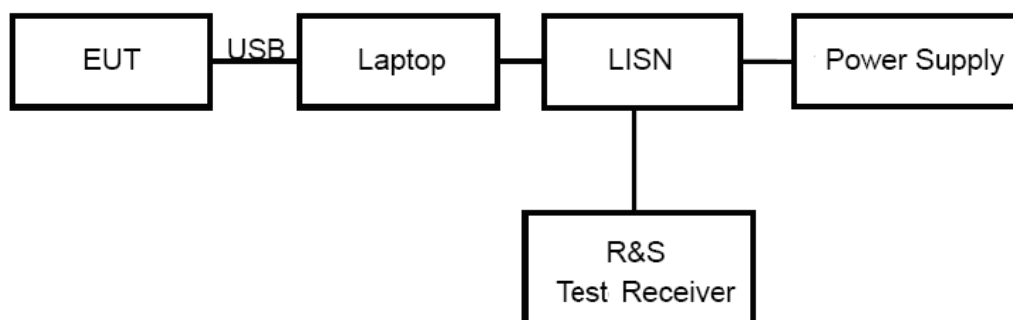 EUT
USB
Laptop
LISN
Power Supply
R&S
Test Receiver